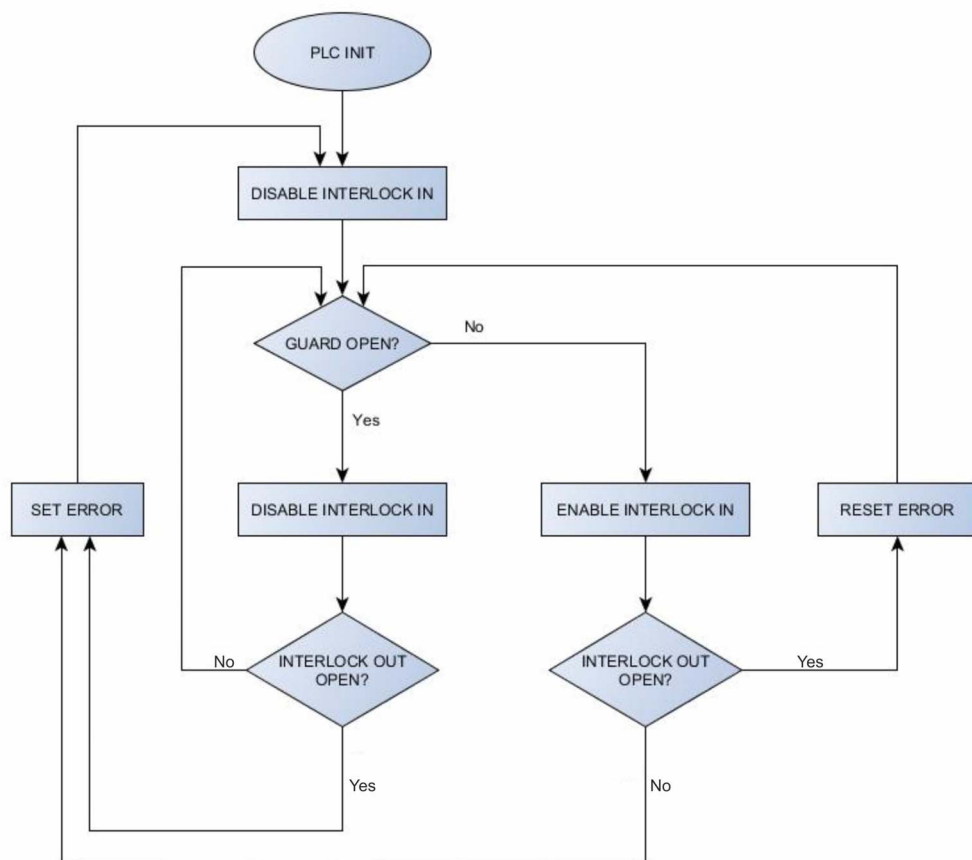 PLC INIT
DISABLE INTERLOCK IN
GUARD OPEN?
No
Yes
SET ERROR
DISABLE INTERLOCK IN
ENABLE INTERLOCK IN
RESET ERROR
No
INTERLOCK OUT
OPEN?
INTERLOCK OUT
OPEN?
Yes
Yes
No